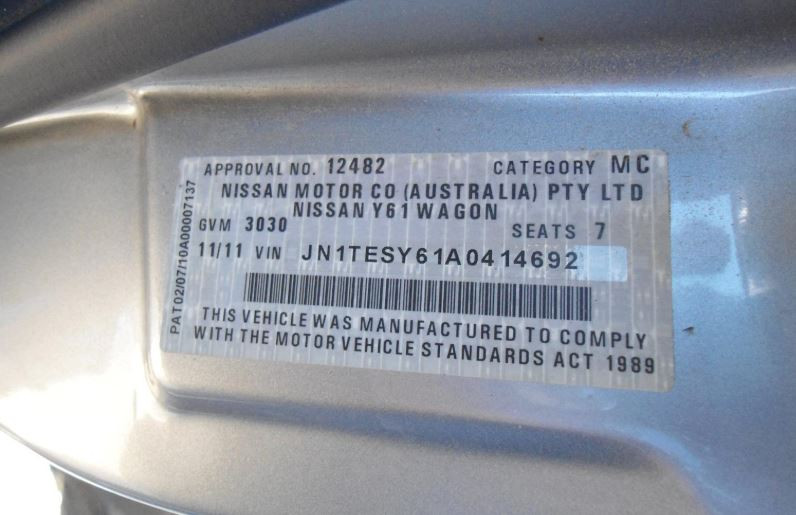 APPROVAL NO. 12482 CATEGORY MC
NISSAN MOTOR CO (AUSTRALIA) PTY LTD
NISSAN Y61 WAGON
GVM 3030 SEATS 7
11/11 VIN JN1TESY61A0414692
THIS VEHICLE WAS MANUFACTURED TO COMPLY
WITH THE MOTOR VEHICLE STANDARDS ACT 1989
PAT02/07/10A00007137